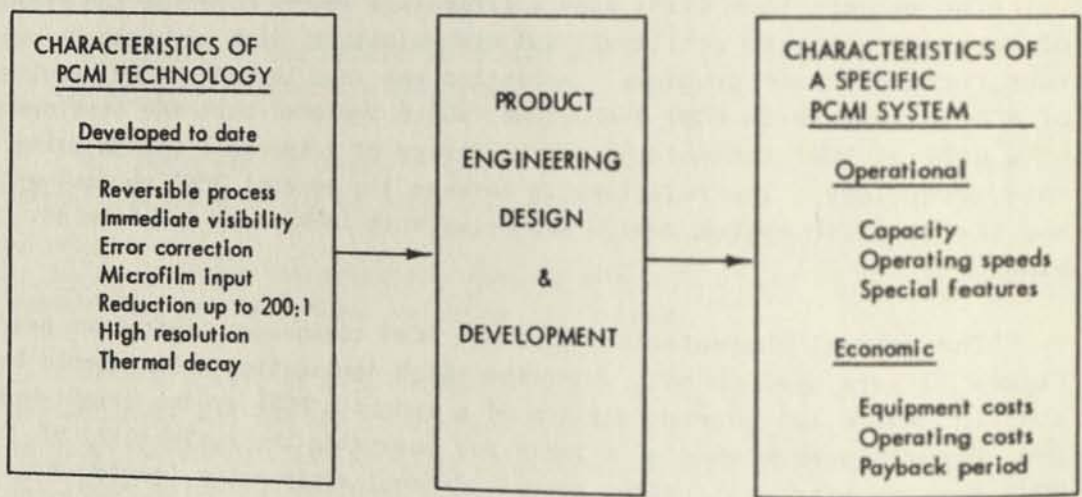 CHARACTERISTICS OF
PCMI TECHNOLOGY
Developed to date
Reversible process
Immediate visibility
Error correction
Microfilm input
Reduction up to 200:1
High resolution
Thermal decay
PRODUCT
ENGINEERING
DESIGN
&
DEVELOPMENT
CHARACTERISTICS OF
A SPECIFIC
PCMI SYSTEM
Operational
Capacity
Operating speeds
Special features
Economic
Equipment costs
Operating costs
Payback period